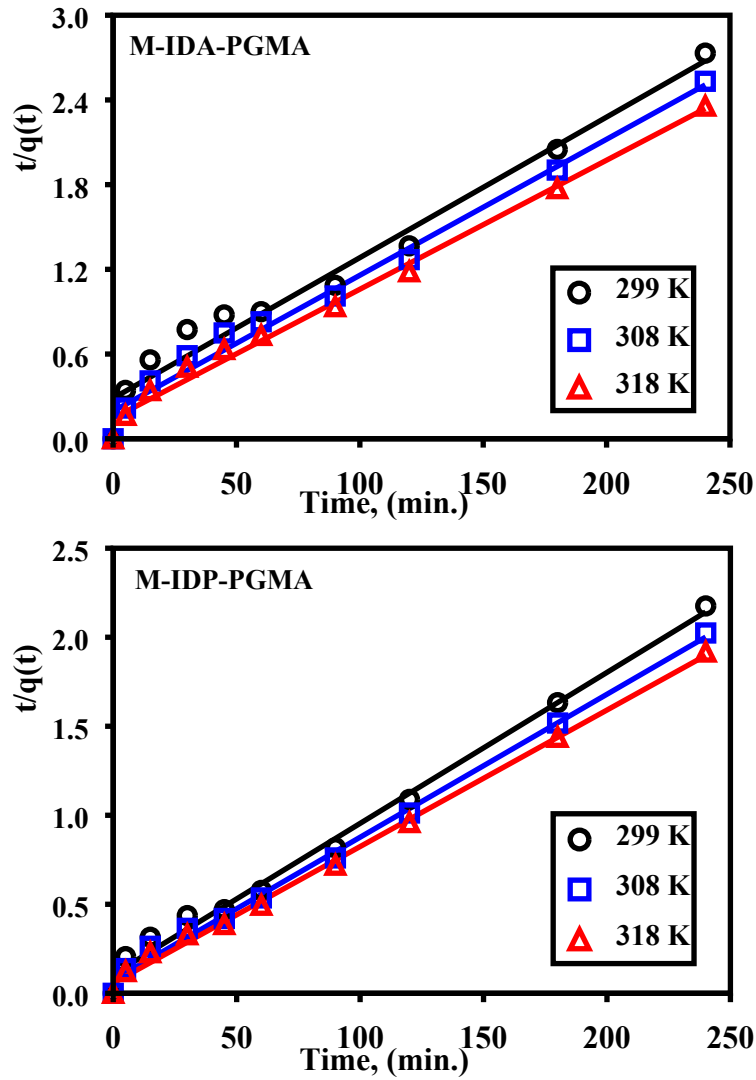 3.0
M-IDA-PGMA
2.4
1.8
1.2
0.6
0.0
t/q(t)
299 K
308 K
318 K
0 50 100 150 200 250
Time, (min.)
2.5
M-IDP-PGMA
2.0
1.5
1.0
0.5
0.0
t/q(t)
299 K
308 K
318 K
0 50 100 150 200 250
Time, (min.)